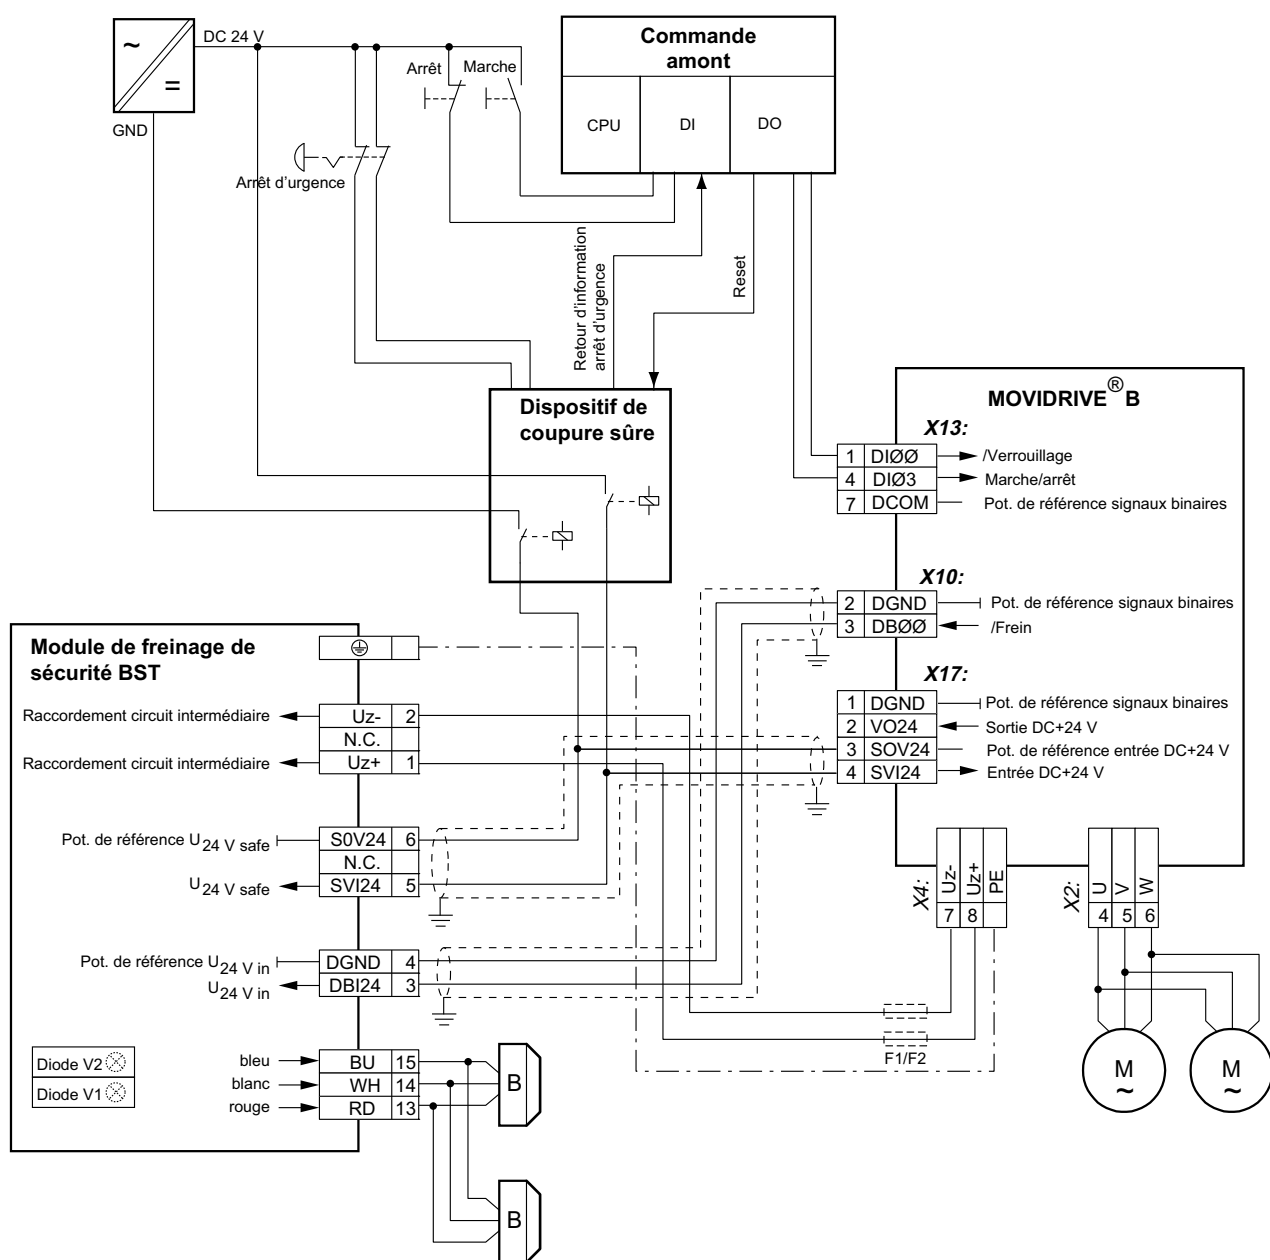 ~
=
DC 24 V
GND
Arrêt
Marche
Commande
amont
CPU
DI
DO
Arrêt d'urgence
Retour d'information
arrêt d'urgence
Reset
Dispositif de
coupure sûre
MOVIDRIVE® B
X13:
1 DIØØ /Verrouillage
4 DIØ3 Marche/arrêt
7 DCOM Pot. de référence signaux binaires
X10:
2 DGND Pot. de référence signaux binaires
3 DBØØ /Frein
X17:
1 DGND Pot. de référence signaux binaires
2 VO24 Sortie DC+24 V
3 SOV24 Pot. de référence entrée DC+24 V
4 SVI24 Entrée DC+24 V
X4:
Uz- Uz+ PE
7 8
X2:
U V W
4 5 6
Module de freinage de
sécurité BST
Raccordement circuit intermédiaire Uz- 2
N.C.
Raccordement circuit intermédiaire Uz+ 1
Pot. de référence U24 V safe S0V24 6
N.C.
U24 V safe SVI24 5
Pot. de référence U24 V in DGND 4
U24 V in DBI24 3
Diode V2
Diode V1
bleu BU 15
blanc WH 14
rouge RD 13
B
B
F1/F2
M
~
M
~